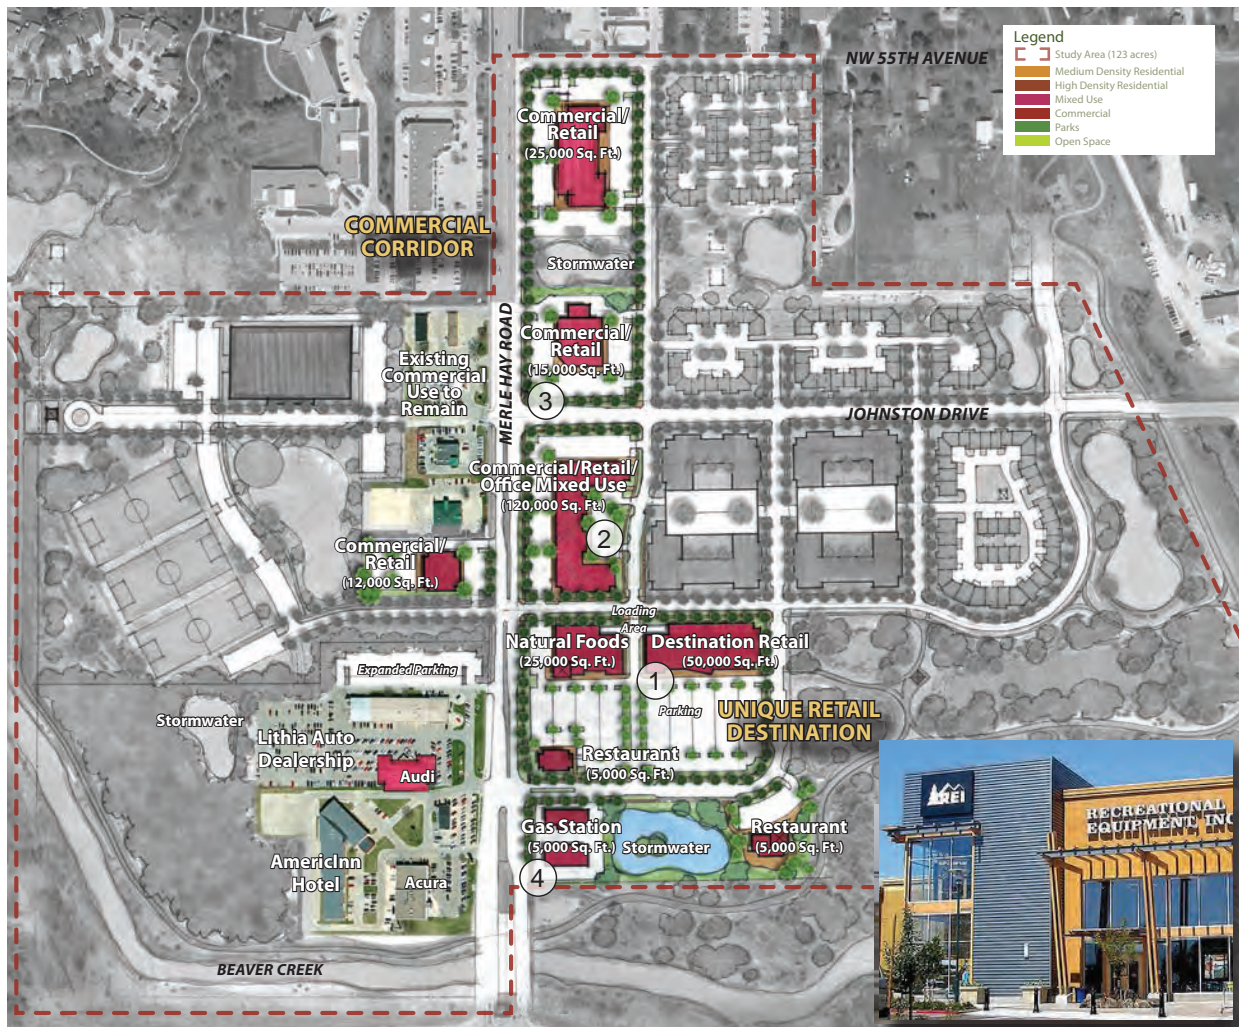 NW 55TH AVENUE
Legend
Study Area (123 acres)
Medium Density Residential
High Density Residential
Mixed Use
Commercial
Parks
Open Space
Commercial/
Retail
(25,000 Sq. Ft.)
COMMERCIAL
CORRIDOR
Stormwater
MERLE HAY ROAD
Commercial/
Retail
(15,000 Sq. Ft.)
Existing
Commercial
Use to
Remain
3
JOHNSTON DRIVE
Commercial/Retail/
Office Mixed Use
(120,000 Sq. Ft.)
2
Commercial/
Retail
(12,000 Sq. Ft.)
Loading
Area
Natural Foods
(25,000 Sq. Ft.)
Destination Retail
(50,000 Sq. Ft.)
1
Expanded Parking
Parking
UNIQUE RETAIL
DESTINATION
Stormwater
Lithia Auto
Dealership
Audi
Restaurant
(5,000 Sq. Ft.)
Gas Station
(5,000 Sq. Ft.)
Stormwater
Restaurant
(5,000 Sq. Ft.)
AmericInn
Hotel
Acura
4
BEAVER CREEK
REI
RECREATIONAL
EQUIPMENT INC